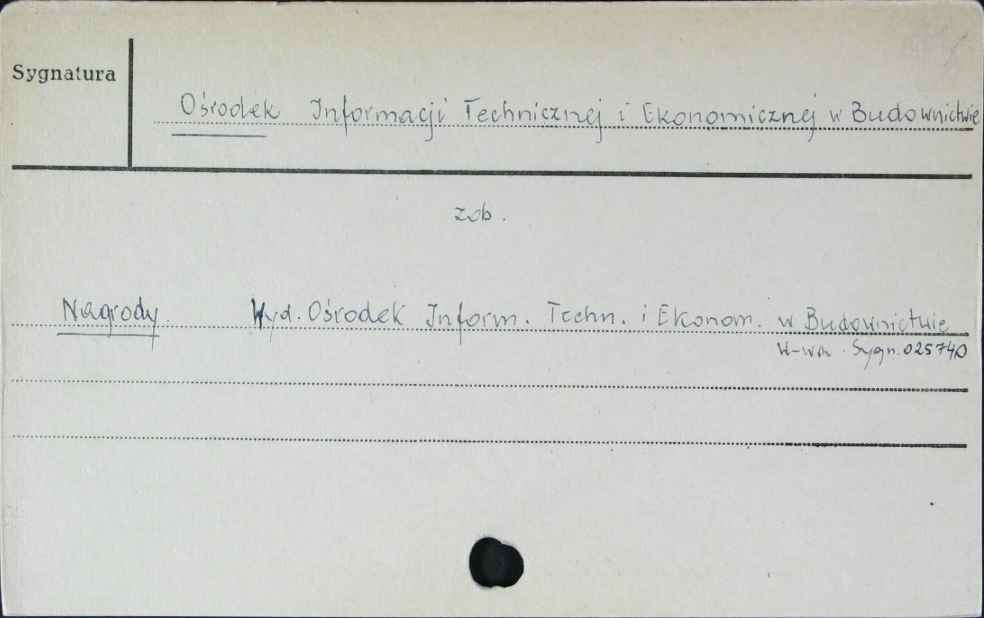 Sygnatura
Ośrodek Informacji Technicznej i Ekonomicznej w Budownictwie
zob.
Nagrody Wyd. Ośrodek Inform. Techn. i Ekonom. w Budownictwie
W-wa. Sygn. 025740